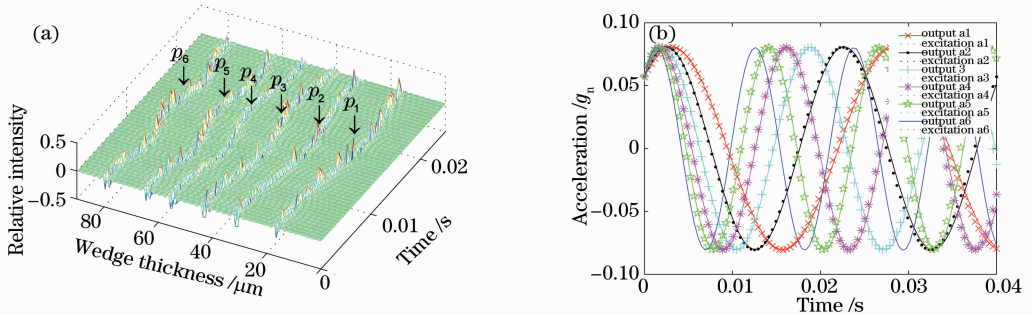 (a)
p6
p5
p4
p3
p2
p1
0.5
0
-0.5
Relative intensity
80
60
40
20
0
Wedge thickness /μm
0.01
0.02
Time /s
(b)
0.10
0.05
0
-0.05
-0.10
Acceleration /gn
0
0.01
0.02
0.03
0.04
Time /s
output a1
excitation a1
output a2
excitation a2
output 3
excitation a3
output a4
excitation a4
output a5
excitation a5
output a6
excitation a6